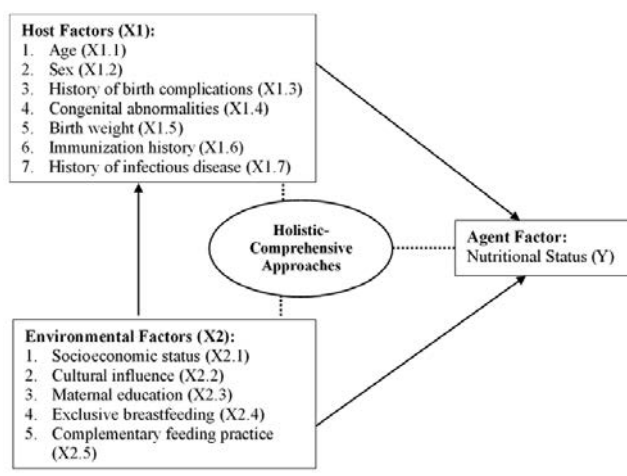 Host Factors (X1):
1. Age (X1.1)
2. Sex (X1.2)
3. History of birth complications (X1.3)
4. Congenital abnormalities (X1.4)
5. Birth weight (X1.5)
6. Immunization history (X1.6)
7. History of infectious disease (X1.7)
Holistic-
Comprehensive
Approaches
Agent Factor:
Nutritional Status (Y)
Environmental Factors (X2):
1. Socioeconomic status (X2.1)
2. Cultural influence (X2.2)
3. Maternal education (X2.3)
4. Exclusive breastfeeding (X2.4)
5. Complementary feeding practice
(X2.5)